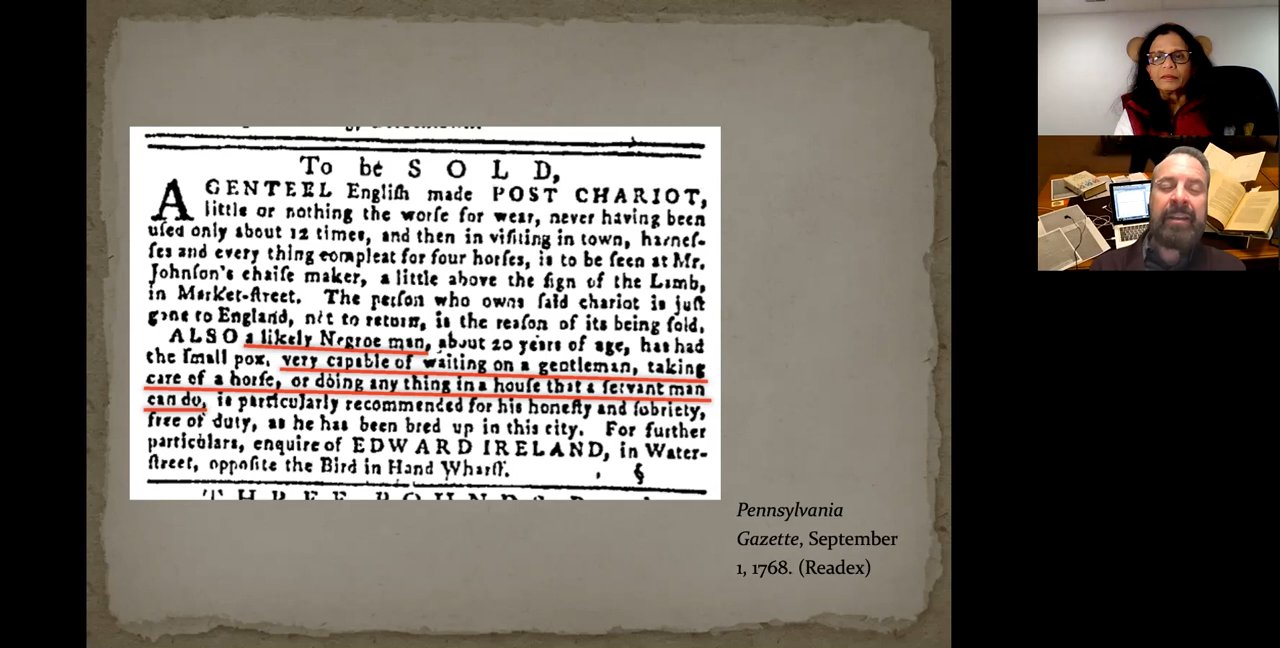 To be S O L D,
A GENTEEL Engliſh made POST CHARIOT,
little or nothing the worſe for wear, never having been
uſed only about 12 times, and then in viſiting in town, harneſ-
ſes and every thing compleat for four horſes, is to be ſeen at Mr.
Johnſon's chaiſe maker, a little above the ſign of the Lamb,
in Market-ſtreet. The perſon who owns ſaid chariot is juſt
gone to England, not to return, is the reaſon of its being ſold.
ALSO a likely Negroe man, about 20 years of age, has had
the ſmall pox, very capable of waiting on a gentleman, taking
care of a horſe, or doing any thing in a houſe that a ſervant man
can do, is particularly recommended for his honeſty and ſobriety,
free of duty, as he has been bred up in this city. For further
particulars, enquire of EDWARD IRELAND, in Water-
ſtreet, oppoſite the Bird in Hand Wharff. §
T H R E E P O U N D S
Pennsylvania
Gazette, September
1, 1768. (Readex)